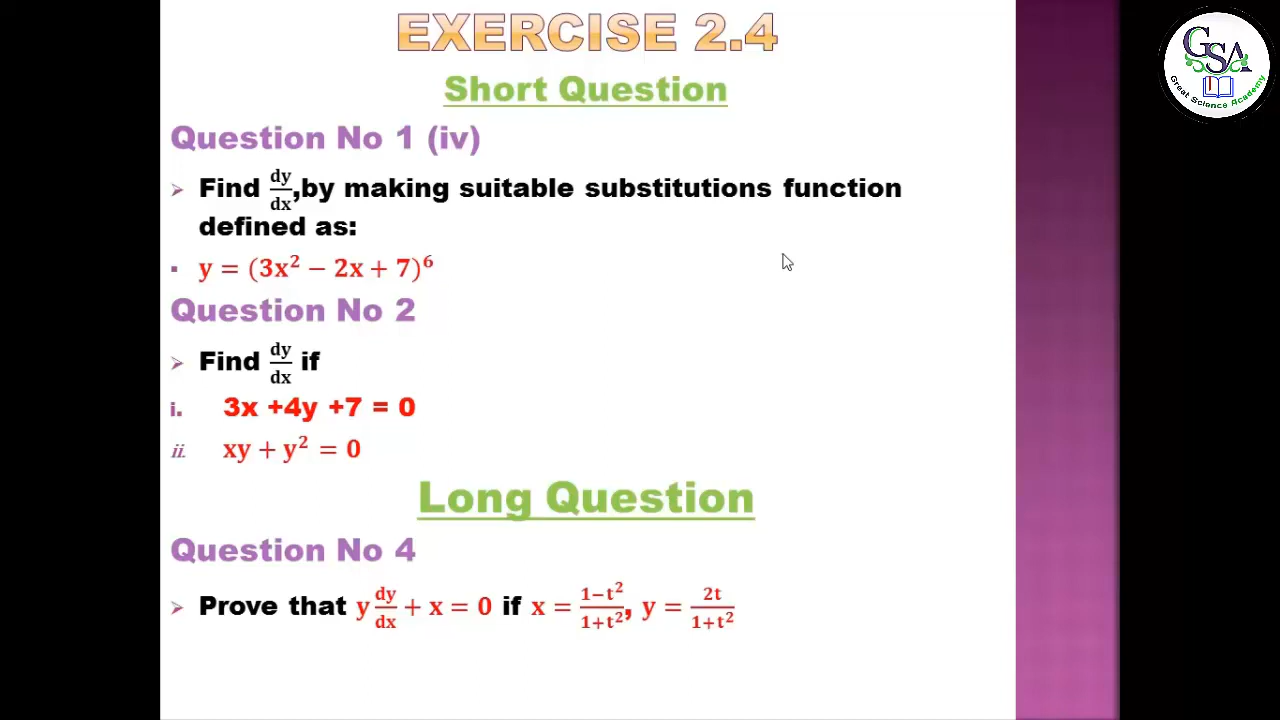 EXERCISE 2.4
GSA
Great Science Academy
Short Question
Question No 1 (iv)
➢ Find dy/dx,by making suitable substitutions function
defined as:
▪ y = (3x² − 2x + 7)⁶
Question No 2
➢ Find dy/dx if
i. 3x +4y +7 = 0
ii. xy + y² = 0
Long Question
Question No 4
➢ Prove that y dy/dx + x = 0 if x = 1−t²/1+t², y = 2t/1+t²